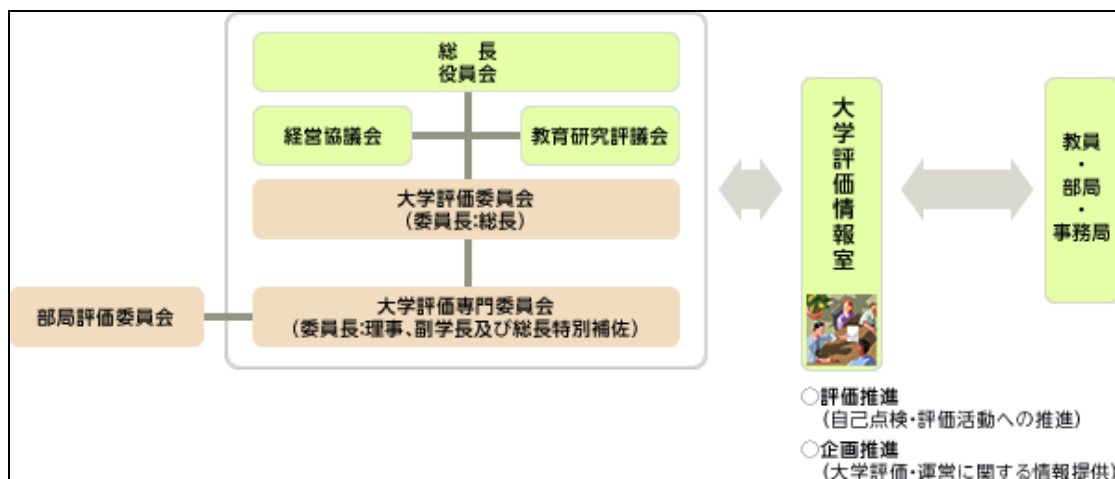 総　長
役員会
経営協議会
教育研究評議会
大学評価委員会
(委員長:総長)
部局評価委員会
大学評価専門委員会
(委員長:理事、副学長及び総長特別補佐)
大学評価情報室
教員
・
部局
・
事務局
○評価推進
(自己点検・評価活動への推進)
○企画推進
(大学評価・運営に関する情報提供)